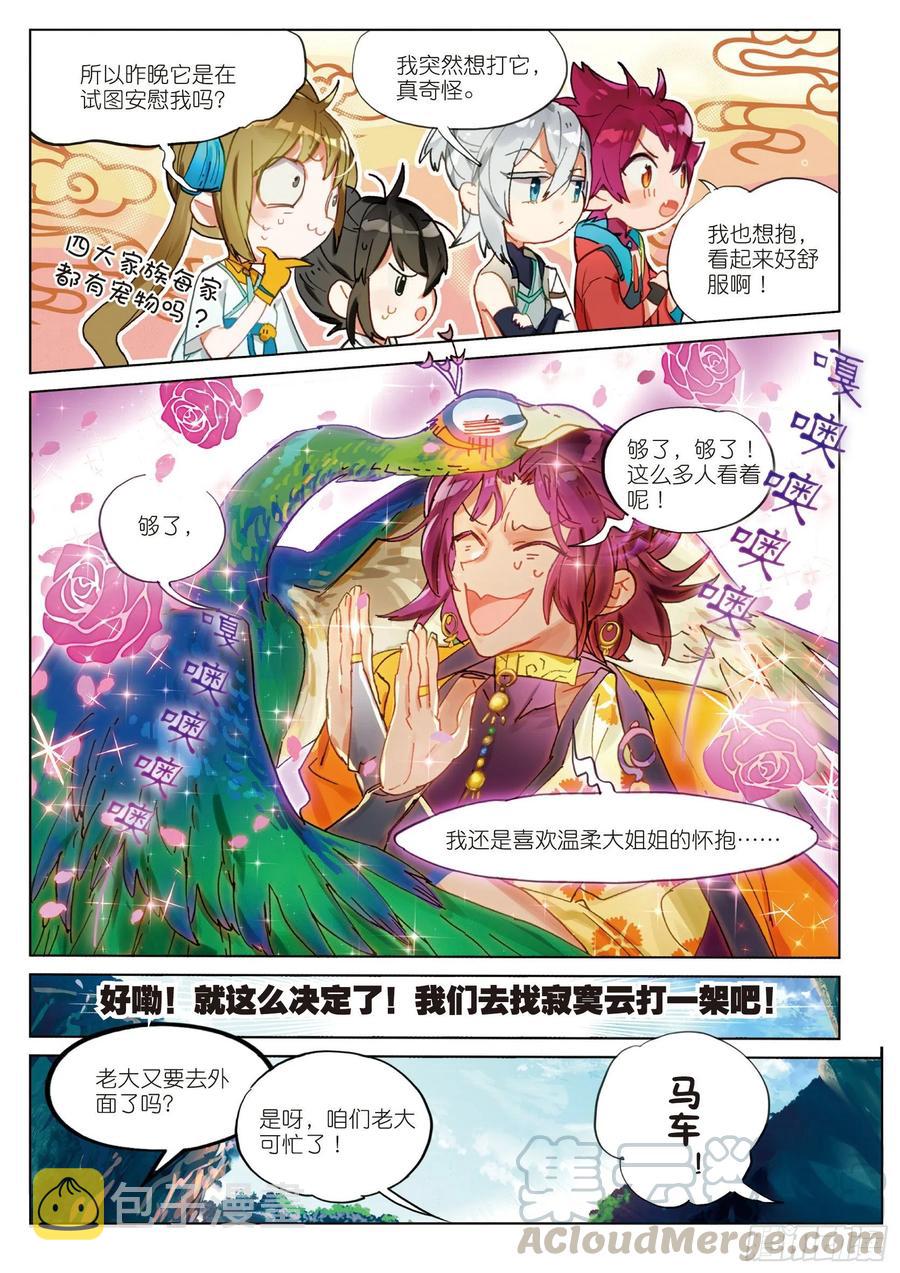 所以昨晚它是在
试图安慰我吗？
我突然想打它，
真奇怪。
四大家族每家
都有宠物吗？
我也想抱，
看起来好舒
服啊！
嘎噢噢噢噢
够了，够了！
这么多人看着
呢！
够了，
嘎噢噢噢噢
我还是喜欢温柔大姐姐的怀抱……
好嘞！就这么决定了！我们去找寂寞云打一架吧！
老大又要去外
面了吗？
是呀，咱们老大
可忙了！
马车！
包子漫畫
集云
ACloudMerge.com